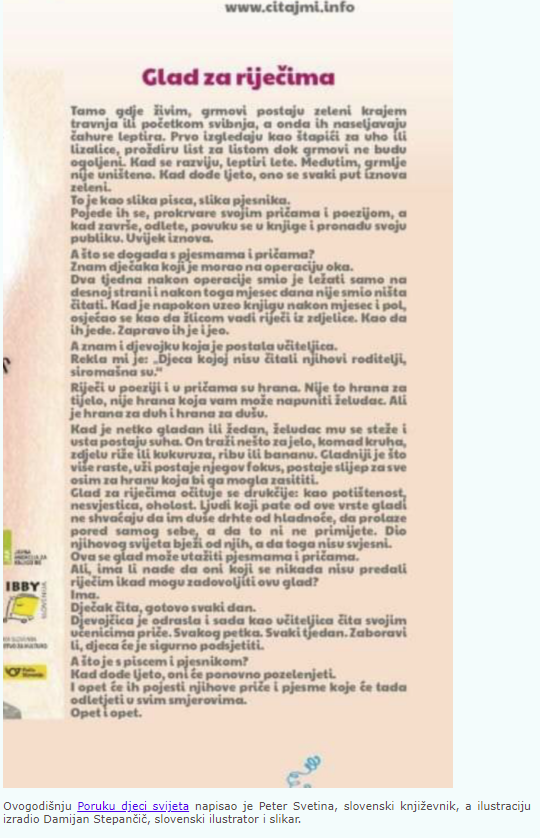 www.citajmi.info
Glad za riječima
Tamo gdje živim, grmovi postaju zeleni krajem
travnja ili početkom svibnja, a onda ih naseljavaju
čahure leptira. Prvo izgledaju kao štapići za uho ili
lizalice, proždiru list za listom dok grmovi ne budu
ogoljeni. Kad se razviju, leptiri lete. Međutim, grmlje
nije uništeno. Kad dođe ljeto, ono se svaki put iznova
zeleni.
To je kao slika pisca, slika pjesnika.
Pojede ih se, prokrvare svojim pričama i poezijom, a
kad završe, odlete, povuku se u knjige i pronađu svoju
publiku. Uvijek iznova.
A što se događa s pjesmama i pričama?
Znam dječaka koji je morao na operaciju oka.
Dva tjedna nakon operacije smio je ležati samo na
desnoj strani i nakon toga mjesec dana nije smio ništa
čitati. Kad je napokon uzeo knjigu nakon mjesec i pol,
osjećao se kao da žlicom vadi riječi iz zdjelice. Kao da
ih jede. Zapravo ih je i jeo.
A znam i djevojku koja je postala učiteljica.
Rekla mi je: „Djeca kojoj nisu čitali njihovi roditelji,
siromašna su.“
Riječi u poeziji i u pričama su hrana. Nije to hrana za
tijelo, nije hrana koja vam može napuniti želudac. Ali
je hrana za duh i hrana za dušu.
Kad je netko gladan ili žedan, želudac mu se steže i
usta postaju suha. On traži nešto za jelo, komad kruha,
zdjelu riže ili kukuruza, ribu ili bananu. Gladniji je što
više raste, uži postaje njegov fokus, postaje slijep za sve
osim za hranu koja bi ga mogla zasititi.
Glad za riječima očituje se drukčije: kao potištenost,
nesvjestica, oholost. Ljudi koji pate od ove vrste gladi
ne shvaćaju da im duše drhte od hladnoće, da prolaze
pored samog sebe, a da to ni ne primijete. Dio
njihovog svijeta bježi od njih, a da toga nisu svjesni.
Ova se glad može utažiti pjesmama i pričama.
Ali, ima li nade da oni koji se nikada nisu predali
riječim ikad mogu zadovoljiti ovu glad?
Ima.
Dječak čita, gotovo svaki dan.
Djevojčica je odrasla i sada kao učiteljica čita svojim
učenicima priče. Svakog petka. Svaki tjedan. Zaboravi
li, djeca će je sigurno podsjetiti.
A što je s piscem i pjesnikom?
Kad dođe ljeto, oni će ponovno pozelenjeti.
I opet će ih pojesti njihove priče i pjesme koje će tada
odletjeti u svim smjerovima.
Opet i opet.
IBBY
Ovogodišnju Poruku djeci svijeta napisao je Peter Svetina, slovenski književnik, a ilustraciju
izradio Damijan Stepančič, slovenski ilustrator i slikar.